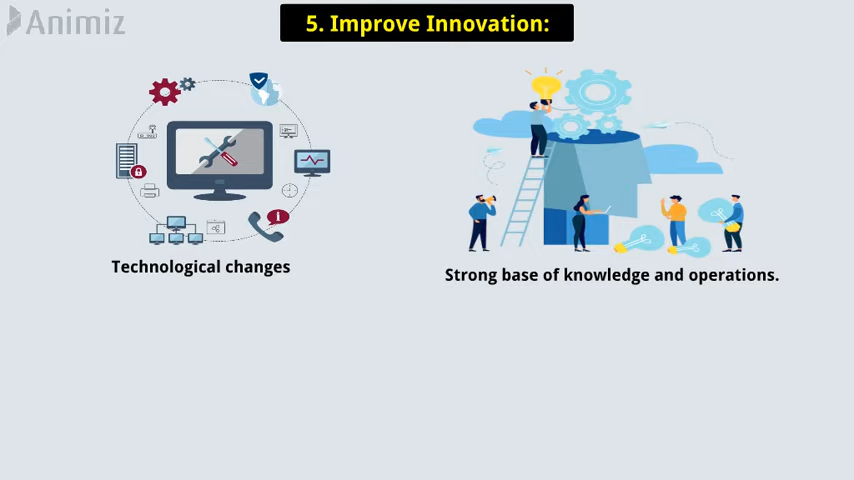 Animiz
5. Improve Innovation:
Technological changes
Strong base of knowledge and operations.